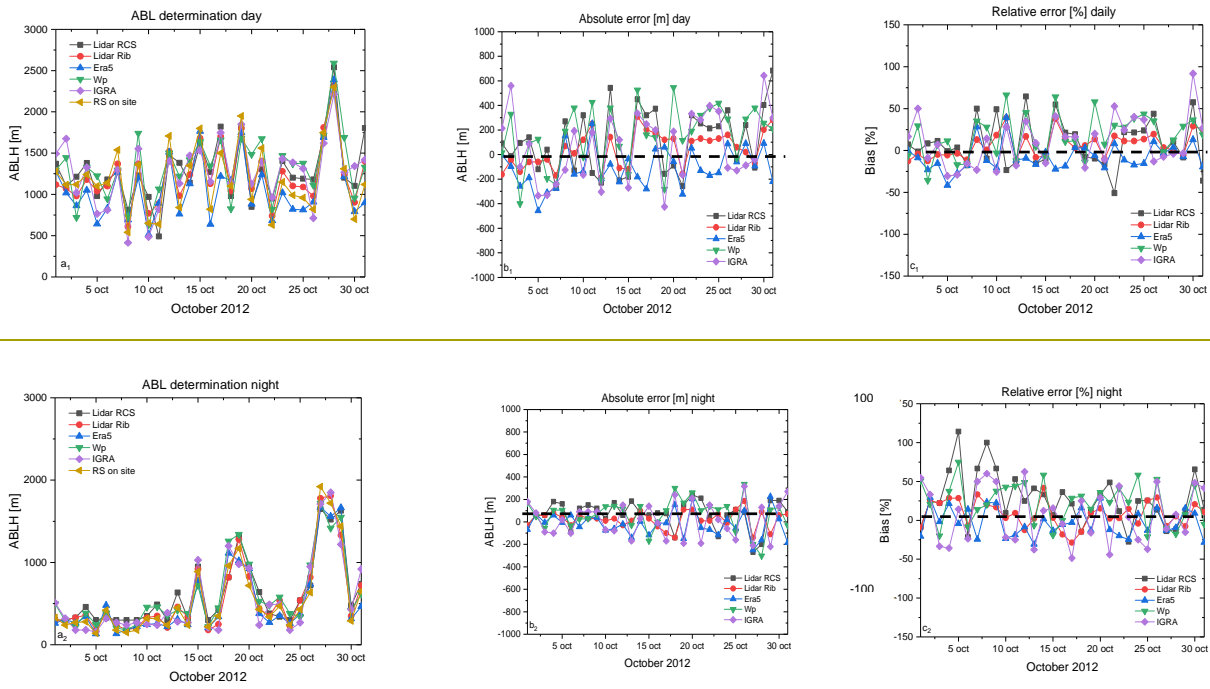 ABL determination day
3000
2500
2000
1500
1000
500
0
ABLH [m]
Lidar RCS
Lidar Rib
Era5
Wp
IGRA
RS on site
a1
5 oct 10 oct 15 oct 20 oct 25 oct 30 oct
October 2012
Absolute error [m] day
1000
800
600
400
200
0
-200
-400
-600
-800
-1000
ABLH [m]
Lidar RCS
Lidar Rib
Era5
Wp
IGRA
b1
5 oct 10 oct 15 oct 20 oct 25 oct 30 oct
October 2012
Relative error [%] daily
150
100
50
0
-50
-100
-150
Bias [%]
Lidar RCS
Lidar Rib
Era5
Wp
IGRA
c1
5 oct 10 oct 15 oct 20 oct 25 oct 30 oct
October 2012
ABL determination night
3000
2000
1000
0
ABLH [m]
Lidar RCS
Lidar Rib
Era5
Wp
IGRA
RS on site
a2
5 oct 10 oct 15 oct 20 oct 25 oct 30 oct
October 2012
Absolute error [m] night
1000
800
600
400
200
0
-200
-400
-600
-800
-1000
ABLH [m]
Lidar RCS
Lidar Rib
Era5
Wp
IGRA
b2
5 oct 10 oct 15 oct 20 oct 25 oct 30 oct
October 2012
Relative error [%] night
100
-100
150
100
50
0
-50
-100
-150
Bias [%]
Lidar RCS
Lidar Rib
Era5
Wp
IGRA
c2
5 oct 10 oct 15 oct 20 oct 25 oct 30 oct
October 2012